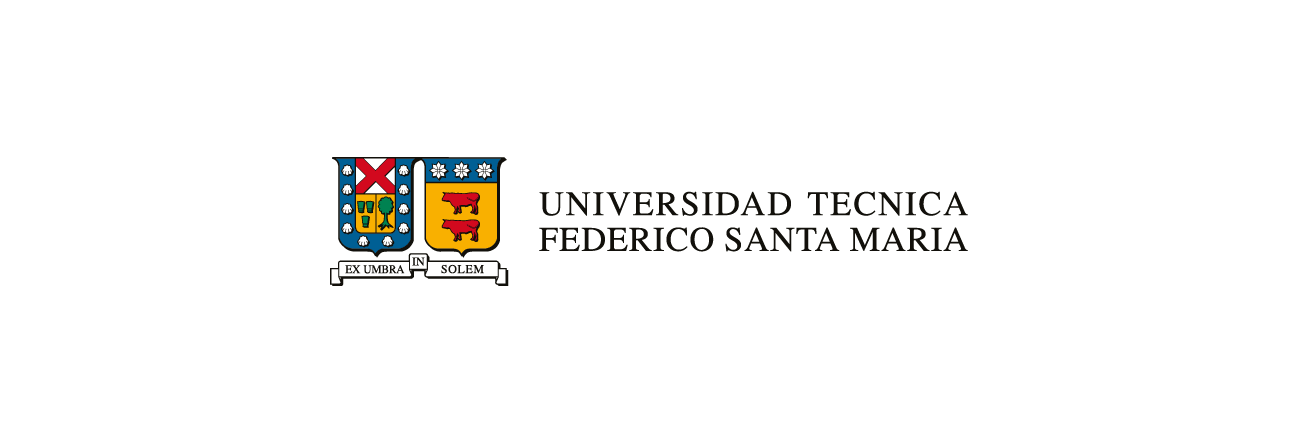 UNIVERSIDAD TECNICA
FEDERICO SANTA MARIA
EX UMBRA IN SOLEM